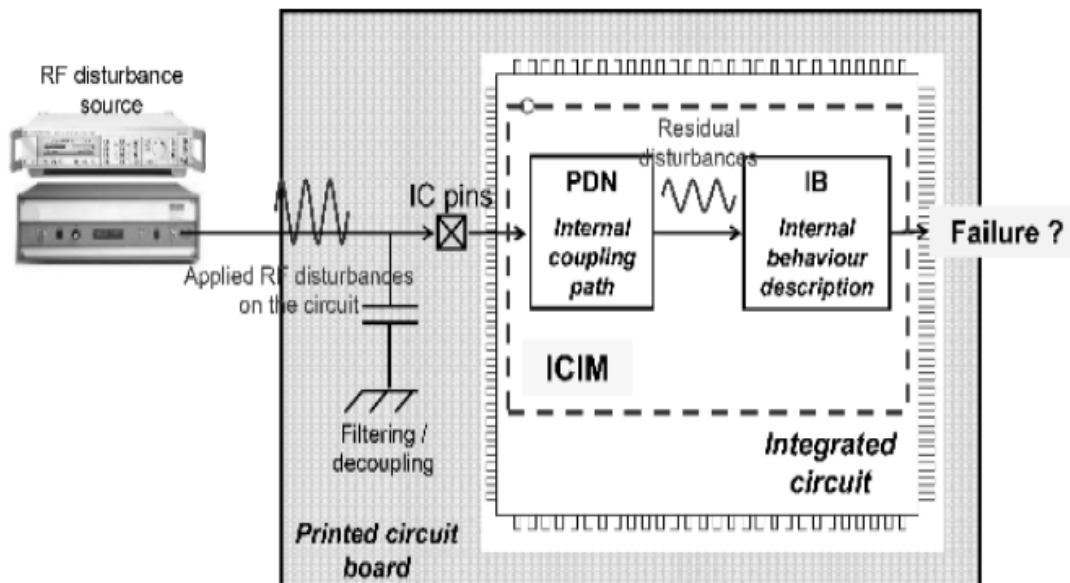 RF disturbance
source
IC pins
Applied RF disturbances
on the circuit
Filtering /
decoupling
Printed circuit
board
Residual
disturbances
PDN
Internal
coupling
path
IB
Internal
behaviour
description
ICIM
Integrated
circuit
Failure ?